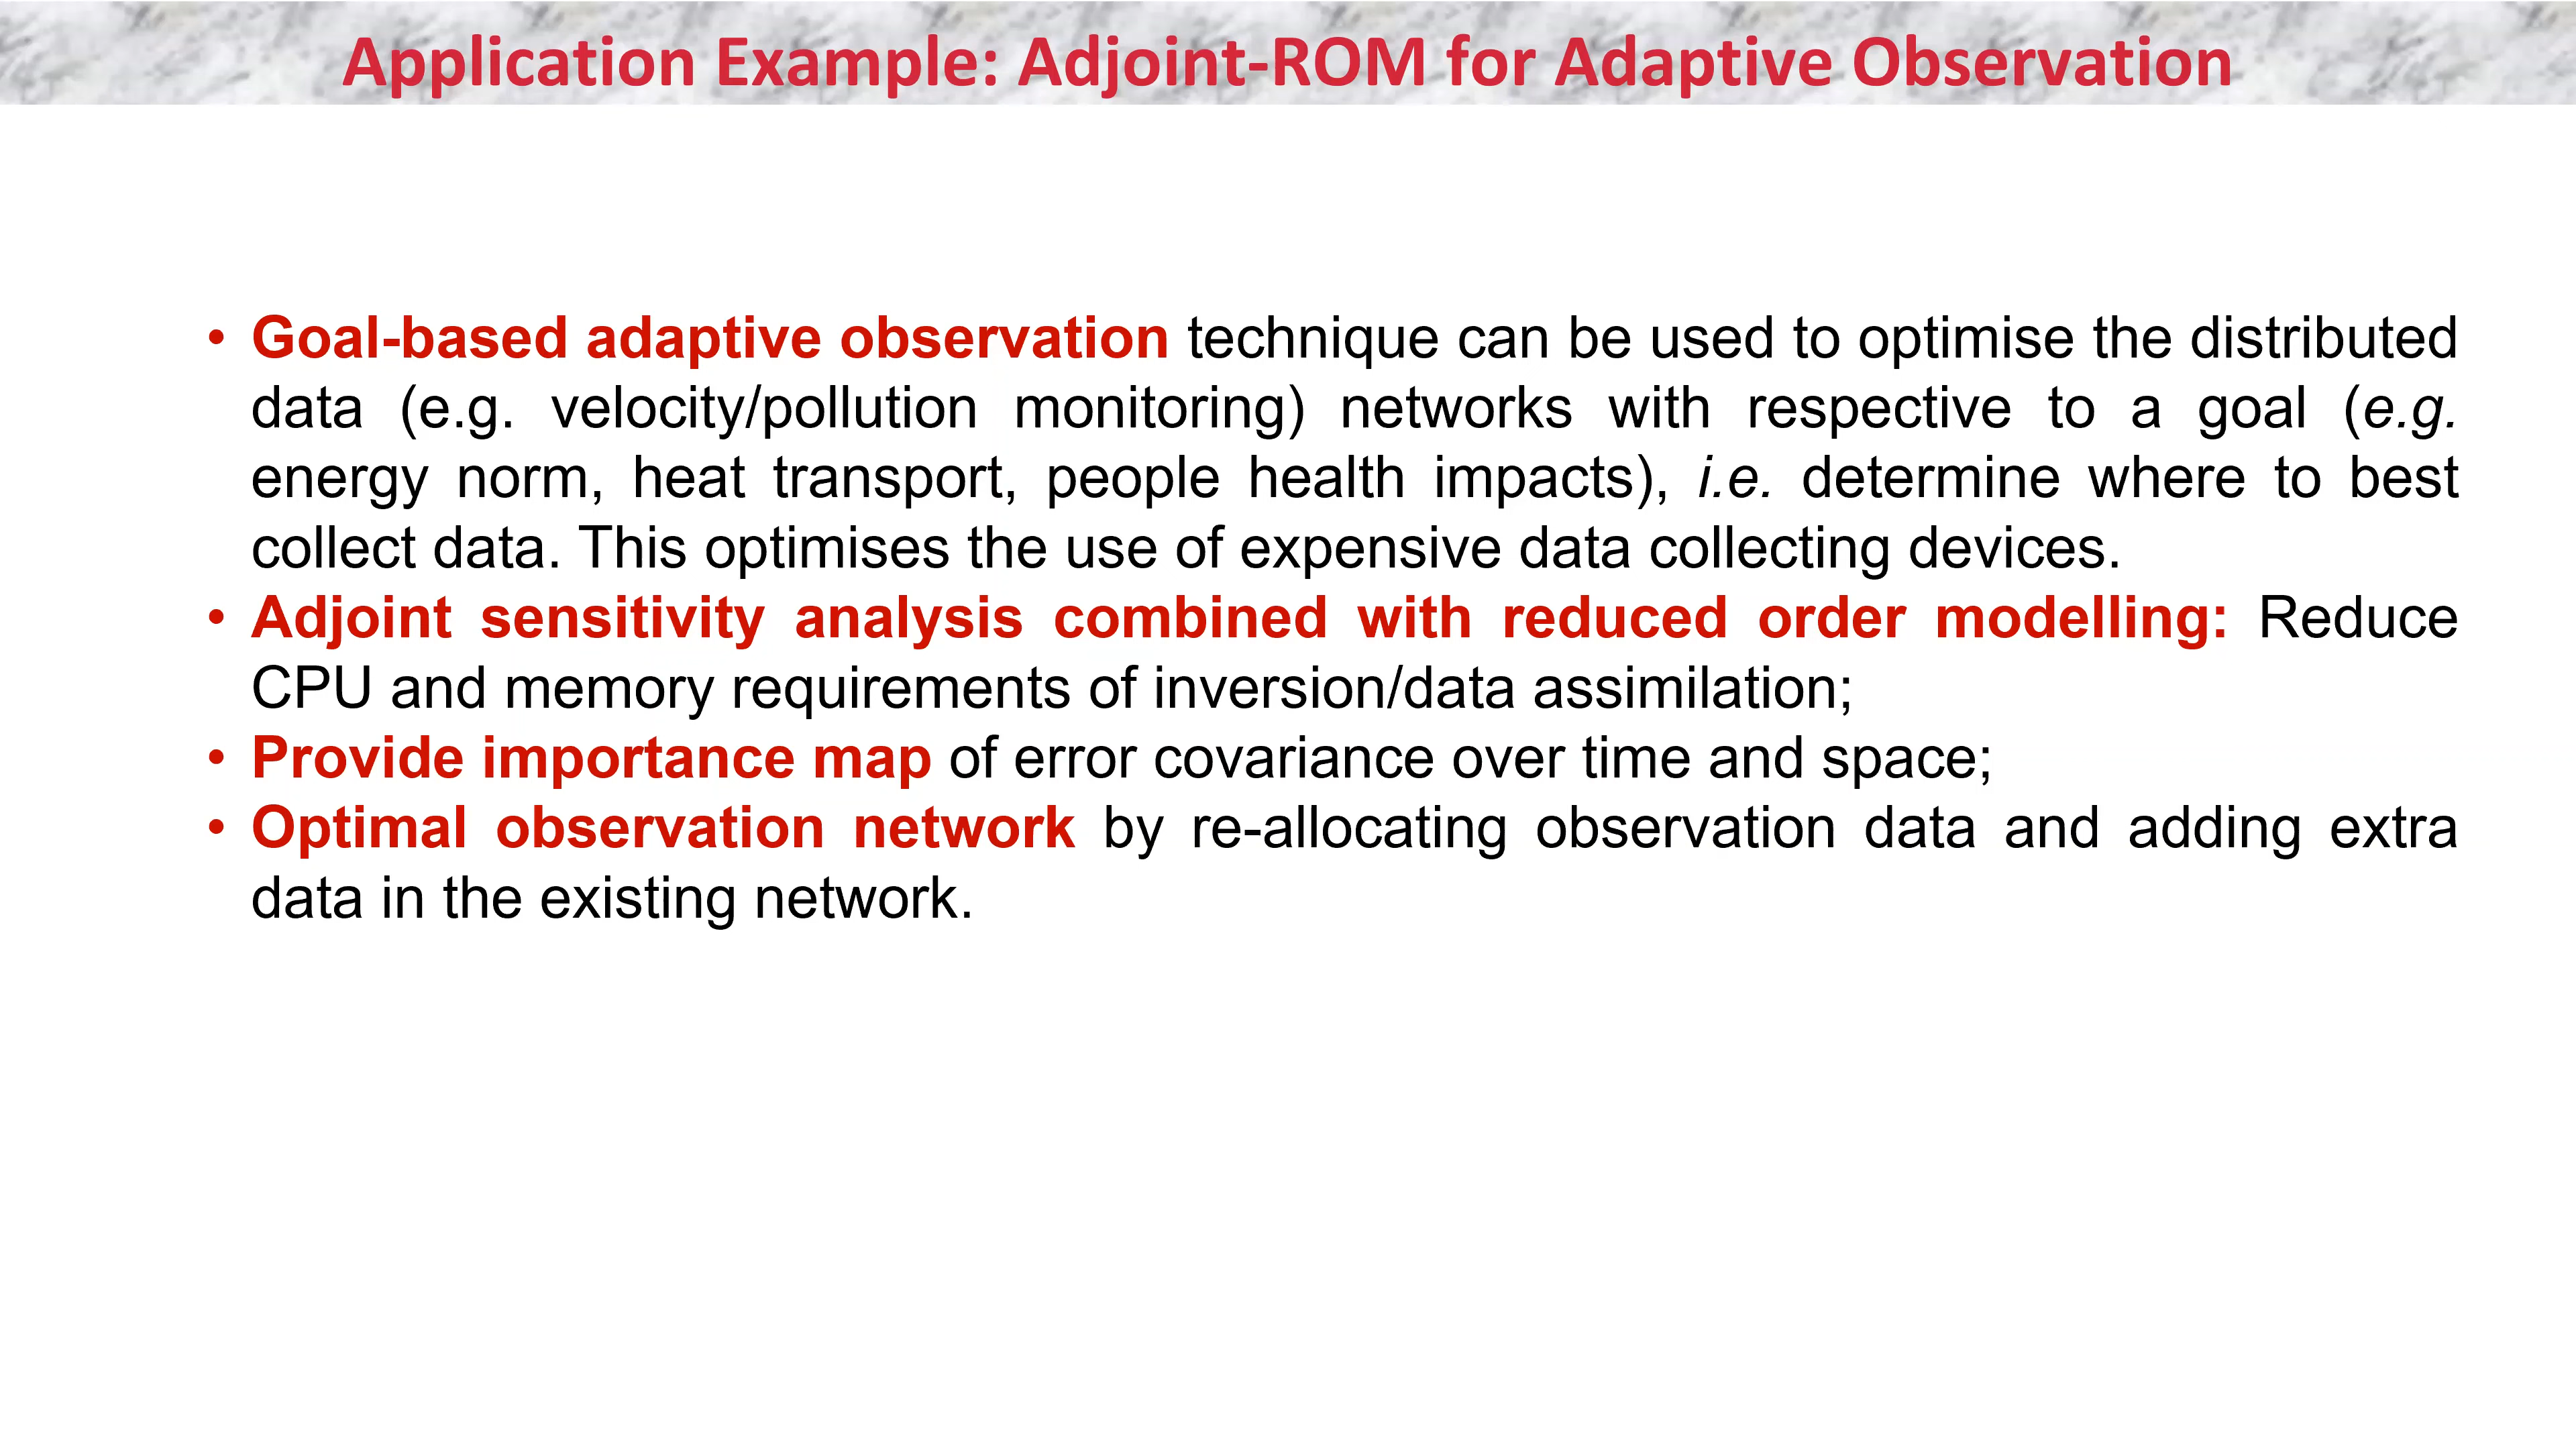 Application Example: Adjoint-ROM for Adaptive Observation
• Goal-based adaptive observation technique can be used to optimise the distributed
data (e.g. velocity/pollution monitoring) networks with respective to a goal (e.g.
energy norm, heat transport, people health impacts), i.e. determine where to best
collect data. This optimises the use of expensive data collecting devices.
• Adjoint sensitivity analysis combined with reduced order modelling: Reduce
CPU and memory requirements of inversion/data assimilation;
• Provide importance map of error covariance over time and space;
• Optimal observation network by re-allocating observation data and adding extra
data in the existing network.